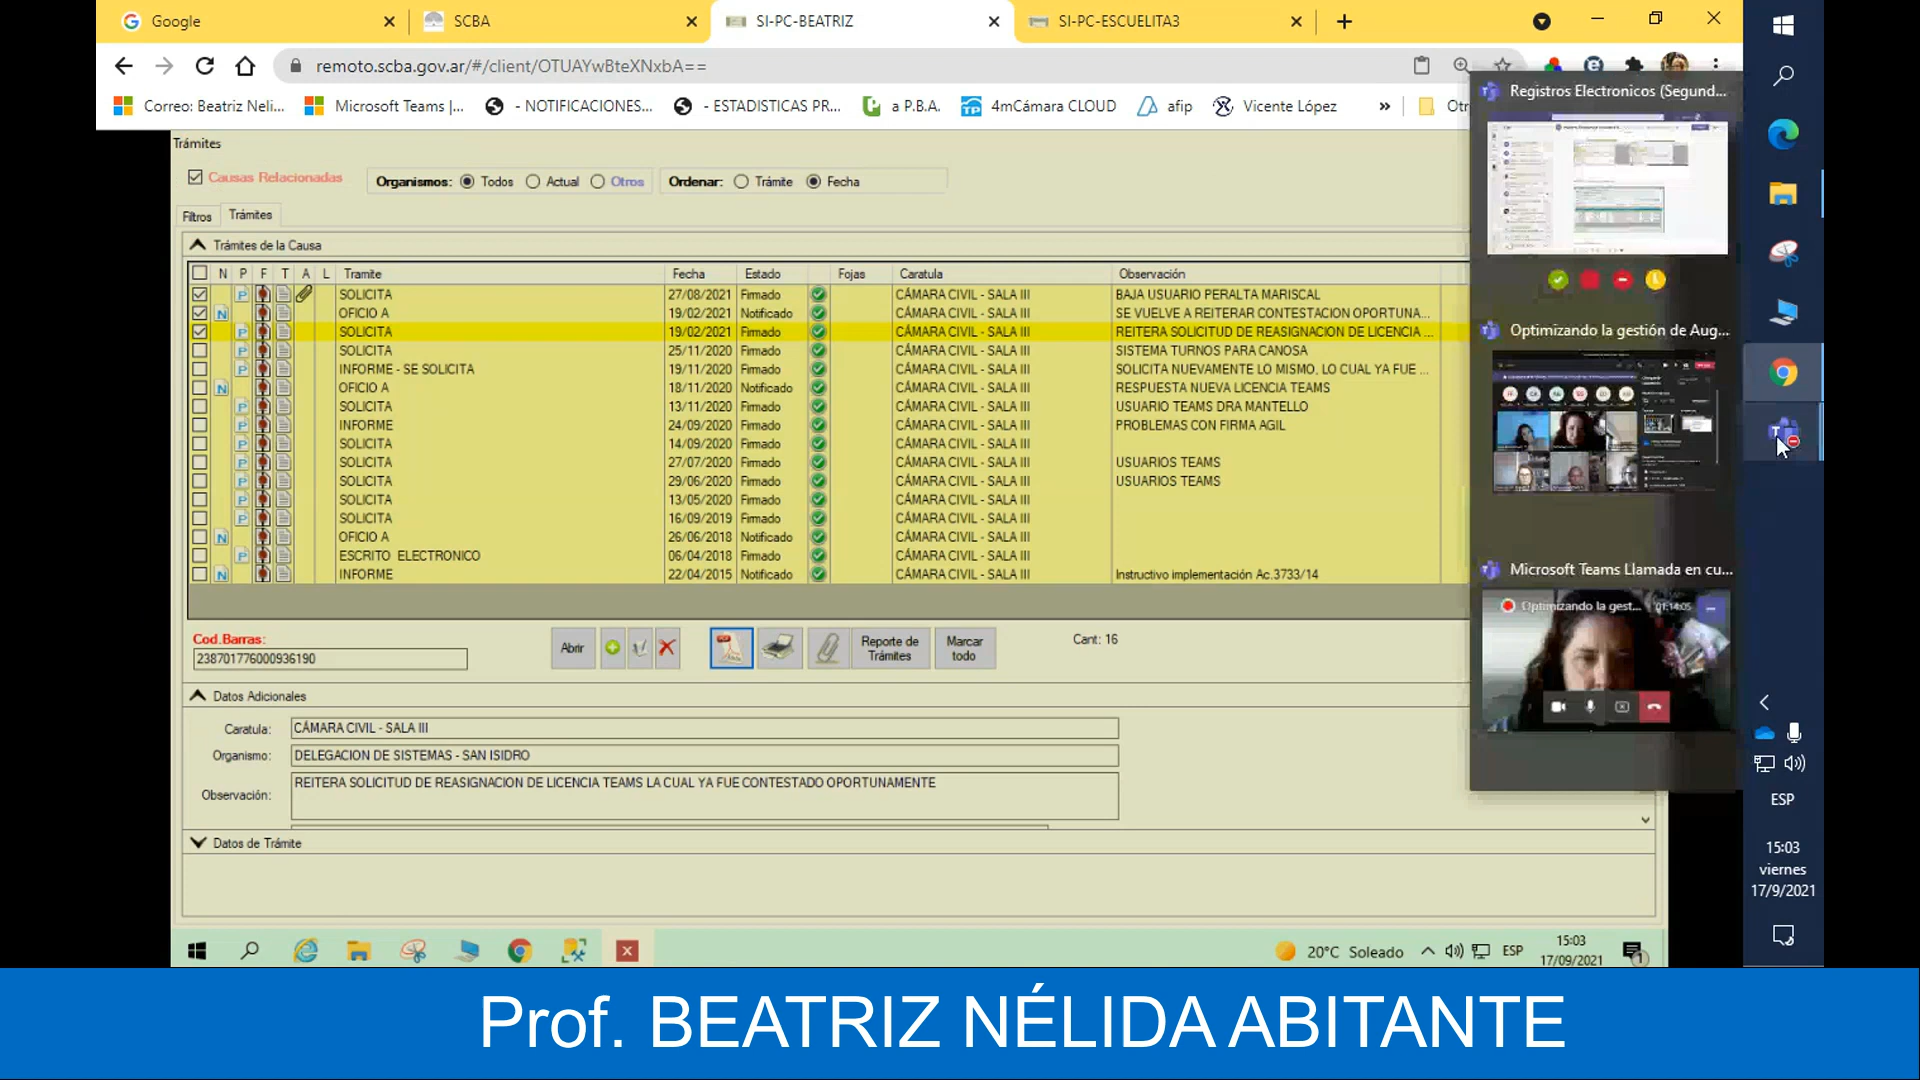 Google
SCBA
SI-PC-BEATRIZ
SI-PC-ESCUELITA3
remoto.scba.gov.ar/#/client/OTUAYwBteXNxbA==
Correo: Beatriz Neli...
Microsoft Teams |...
- NOTIFICACIONES...
- ESTADISTICAS PR...
a P.B.A.
4mCámara CLOUD
afip
Vicente López
»
Otr
Trámites
Causas Relacionadas
Organismos: Todos Actual Otros
Ordenar: Trámite Fecha
Filtros Trámites
Trámites de la Causa
N P F T A L Tramite Fecha Estado Fojas Caratula Observación
P SOLICITA 27/08/2021 Firmado CÁMARA CIVIL - SALA III BAJA USUARIO PERALTA MARISCAL
N OFICIO A 19/02/2021 Notificado CÁMARA CIVIL - SALA III SE VUELVE A REITERAR CONTESTACION OPORTUNA...
P SOLICITA 19/02/2021 Firmado CÁMARA CIVIL - SALA III REITERA SOLICITUD DE REASIGNACION DE LICENCIA ...
P SOLICITA 25/11/2020 Firmado CÁMARA CIVIL - SALA III SISTEMA TURNOS PARA CANOSA
P INFORME - SE SOLICITA 19/11/2020 Firmado CÁMARA CIVIL - SALA III SOLICITA NUEVAMENTE LO MISMO, LO CUAL YA FUE ...
N OFICIO A 18/11/2020 Notificado CÁMARA CIVIL - SALA III RESPUESTA NUEVA LICENCIA TEAMS
P SOLICITA 13/11/2020 Firmado CÁMARA CIVIL - SALA III USUARIO TEAMS DRA MANTELLO
P INFORME 24/09/2020 Firmado CÁMARA CIVIL - SALA III PROBLEMAS CON FIRMA AGIL
P SOLICITA 14/09/2020 Firmado CÁMARA CIVIL - SALA III
P SOLICITA 27/07/2020 Firmado CÁMARA CIVIL - SALA III USUARIOS TEAMS
P SOLICITA 29/06/2020 Firmado CÁMARA CIVIL - SALA III USUARIOS TEAMS
P SOLICITA 13/05/2020 Firmado CÁMARA CIVIL - SALA III
P SOLICITA 16/09/2019 Firmado CÁMARA CIVIL - SALA III
N OFICIO A 26/06/2018 Notificado CÁMARA CIVIL - SALA III
P ESCRITO ELECTRONICO 06/04/2018 Firmado CÁMARA CIVIL - SALA III
N INFORME 22/04/2015 Notificado CÁMARA CIVIL - SALA III Instructivo implementación Ac.3733/14
Cod.Barras:
238701776000936190
Abrir
Reporte de
Trámites
Marcar
todo
Cant: 16
Datos Adicionales
Caratula: CÁMARA CIVIL - SALA III
Organismo: DELEGACION DE SISTEMAS - SAN ISIDRO
Observación: REITERA SOLICITUD DE REASIGNACION DE LICENCIA TEAMS LA CUAL YA FUE CONTESTADO OPORTUNAMENTE
Datos de Trámite
20°C Soleado
ESP
15:03
17/09/2021
1
Registros Electronicos (Segund...
Optimizando la gestión de Aug...
Microsoft Teams Llamada en cu...
Optimizando la gest...
01:14:05
ESP
15:03
viernes
17/9/2021
Prof. BEATRIZ NÉLIDA ABITANTE